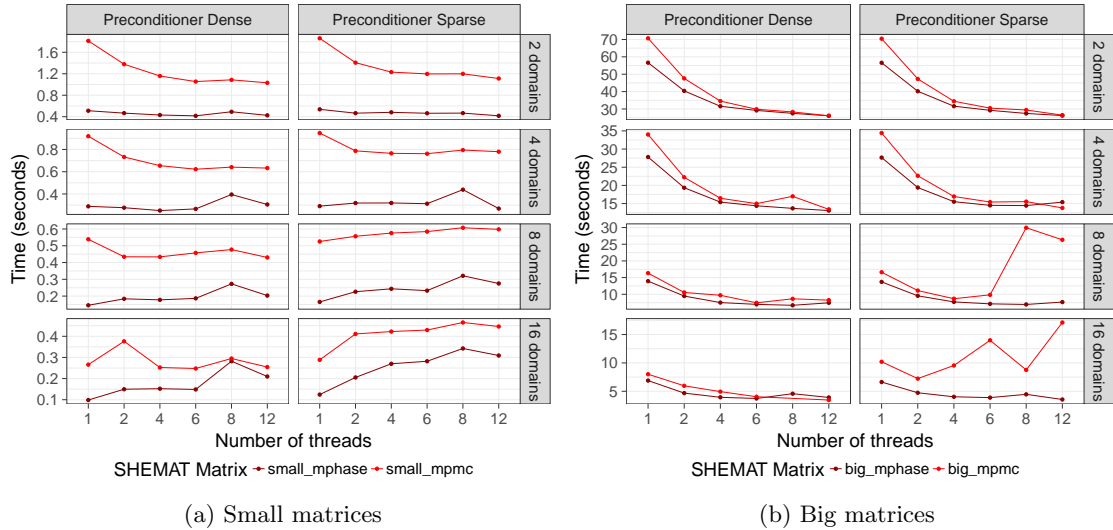 Preconditioner Dense Preconditioner Sparse
1.6
1.2
0.8
0.4
2 domains
0.8
0.6
0.4
4 domains
0.6
0.5
0.4
0.3
0.2
8 domains
0.4
0.3
0.2
0.1
16 domains
1 2 4 6 8 12 1 2 4 6 8 12
Time (seconds)
Number of threads
SHEMAT Matrix small_mphase small_mpmc
(a) Small matrices
Preconditioner Dense Preconditioner Sparse
70
60
50
40
30
2 domains
35
30
25
20
15
4 domains
30
25
20
15
10
8 domains
15
10
5
16 domains
1 2 4 6 8 12 1 2 4 6 8 12
Time (seconds)
Number of threads
SHEMAT Matrix big_mphase big_mpmc
(b) Big matrices